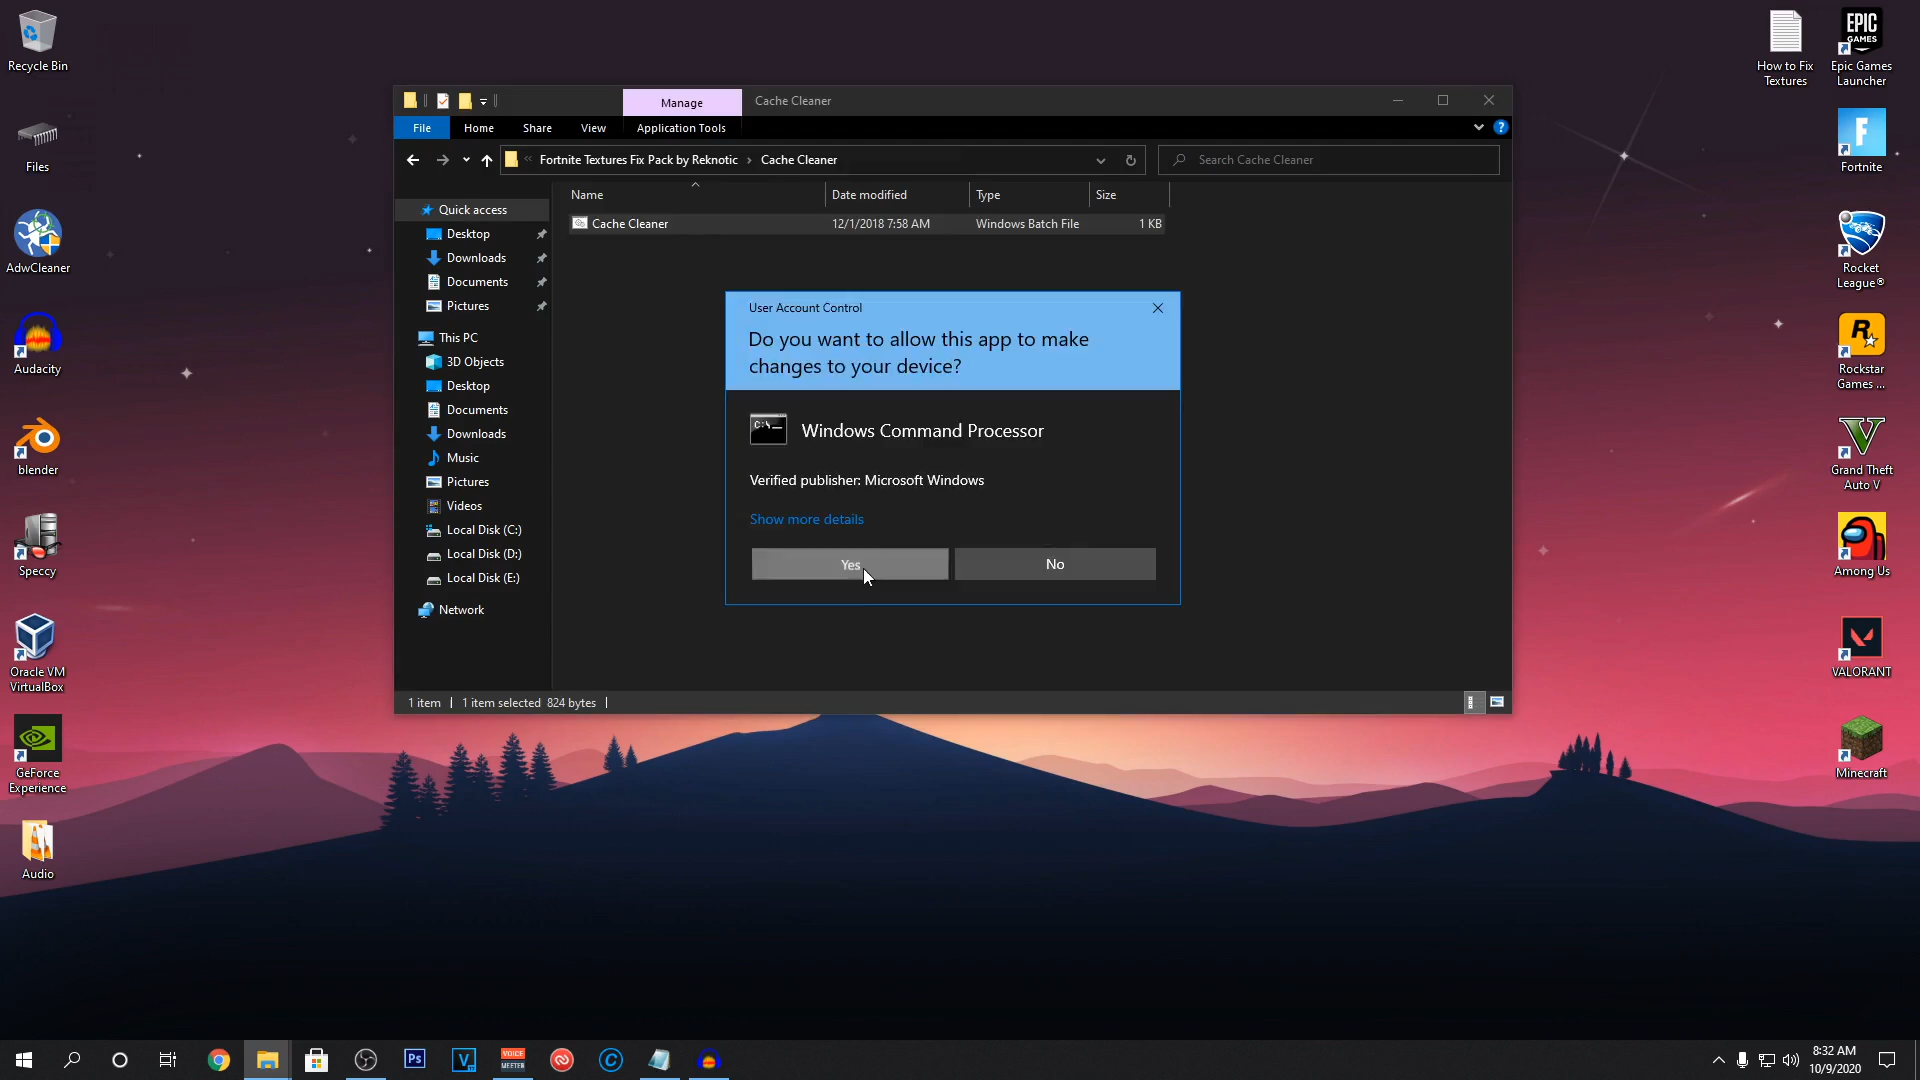 Recycle Bin
Files
AdwCleaner
Audacity
blender
Speccy
Oracle VM
VirtualBox
GeForce
Experience
Audio
How to Fix
Textures
EPIC
GAMES
Epic Games
Launcher
Fortnite
Rocket
League®
Rockstar
Games ...
Grand Theft
Auto V
Among Us
VALORANT
Minecraft
Manage
Cache Cleaner
File
Home
Share
View
Application Tools
Fortnite Textures Fix Pack by Reknotic
Cache Cleaner
Search Cache Cleaner
Name
Date modified
Type
Size
Cache Cleaner
12/1/2018 7:58 AM
Windows Batch File
1 KB
Quick access
Desktop
Downloads
Documents
Pictures
This PC
3D Objects
Desktop
Documents
Downloads
Music
Pictures
Videos
Local Disk (C:)
Local Disk (D:)
Local Disk (E:)
Network
User Account Control
Do you want to allow this app to make
changes to your device?
C:\
Windows Command Processor
Verified publisher: Microsoft Windows
Show more details
Yes
No
1 item
1 item selected 824 bytes
Ps
V
VOICE
MEETER
8:32 AM
10/9/2020